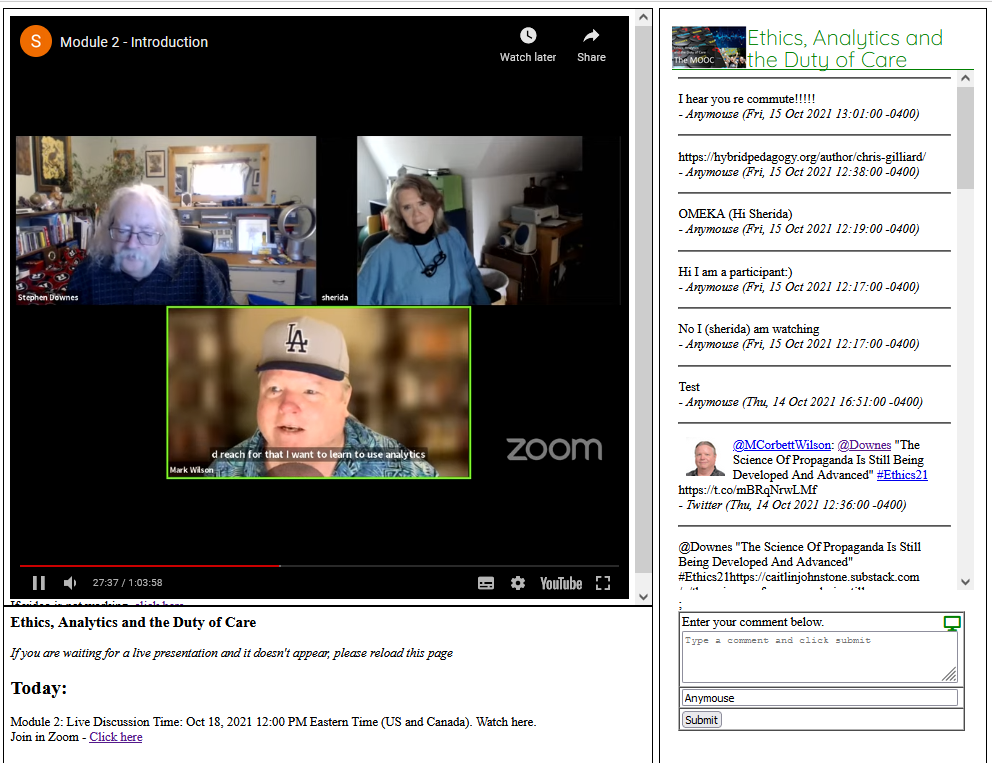 S
Module 2 - Introduction
Watch later
Share
Stephen Downes
sherida
LA
d reach for that I want to learn to use analytics
Mark Wilson
zoom
27:37 / 1:03:58
YouTube
If video is not working, click here
Ethics, Analytics and the Duty of Care
If you are waiting for a live presentation and it doesn't appear, please reload this page
Today:
Module 2: Live Discussion Time: Oct 18, 2021 12:00 PM Eastern Time (US and Canada). Watch here.
Join in Zoom - Click here
The MOOC
Ethics, Analytics and
the Duty of Care
I hear you re commute!!!!!
- Anymouse (Fri, 15 Oct 2021 13:01:00 -0400)
https://hybridpedagogy.org/author/chris-gilliard/
- Anymouse (Fri, 15 Oct 2021 12:38:00 -0400)
OMEKA (Hi Sherida)
- Anymouse (Fri, 15 Oct 2021 12:19:00 -0400)
Hi I am a participant:)
- Anymouse (Fri, 15 Oct 2021 12:17:00 -0400)
No I (sherida) am watching
- Anymouse (Fri, 15 Oct 2021 12:17:00 -0400)
Test
- Anymouse (Thu, 14 Oct 2021 16:51:00 -0400)
@MCorbettWilson: @Downes "The
Science Of Propaganda Is Still Being
Developed And Advanced" #Ethics21
https://t.co/mBRqNrwLMf
- Twitter (Thu, 14 Oct 2021 12:36:00 -0400)
@Downes "The Science Of Propaganda Is Still
Being Developed And Advanced"
#Ethics21https://caitlinjohnstone.substack.com
;
Enter your comment below.
Type a comment and click submit
Anymouse
Submit